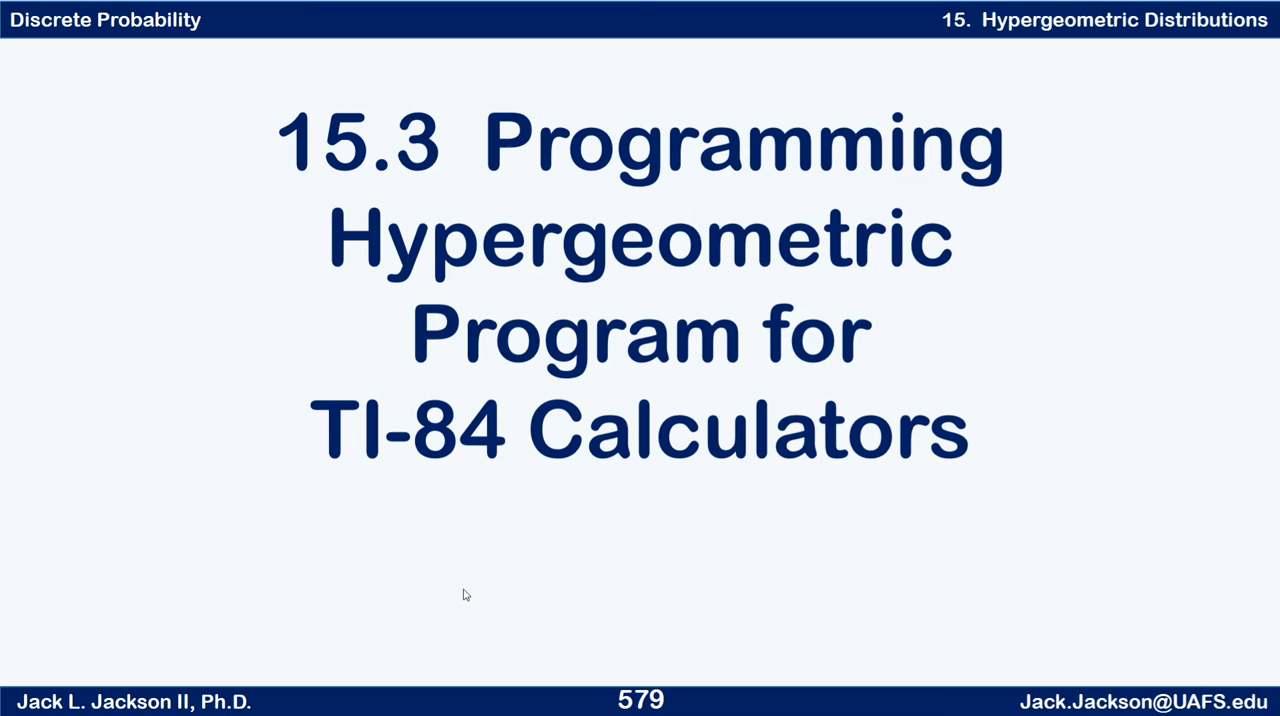 Discrete Probability
15. Hypergeometric Distributions
15.3 Programming
Hypergeometric
Program for
TI-84 Calculators
Jack L. Jackson II, Ph.D.
579
Jack.Jackson@UAFS.edu